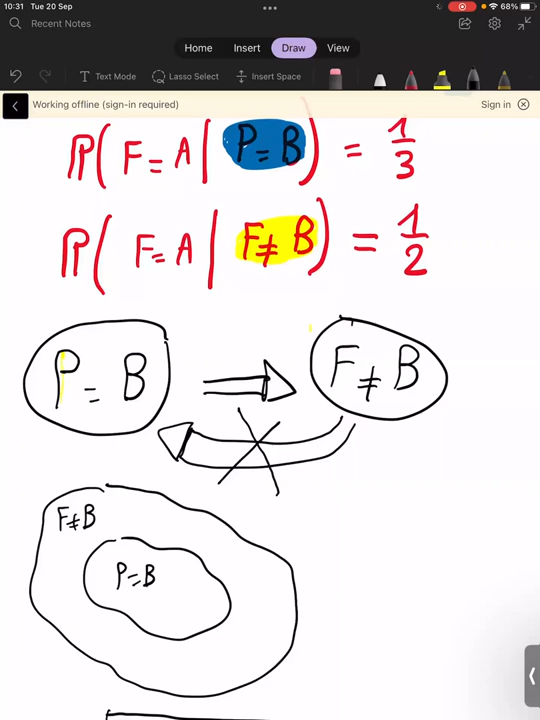 10:31 Tue 20 Sep 68%
Recent Notes
Home Insert Draw View
Text Mode Lasso Select Insert Space
Working offline (sign-in required) Sign in
ℙ(F=A|P=B) = 1/3
ℙ(F=A|F≠B) = 1/2
P=B ⇒ F≠B
F≠B
P=B